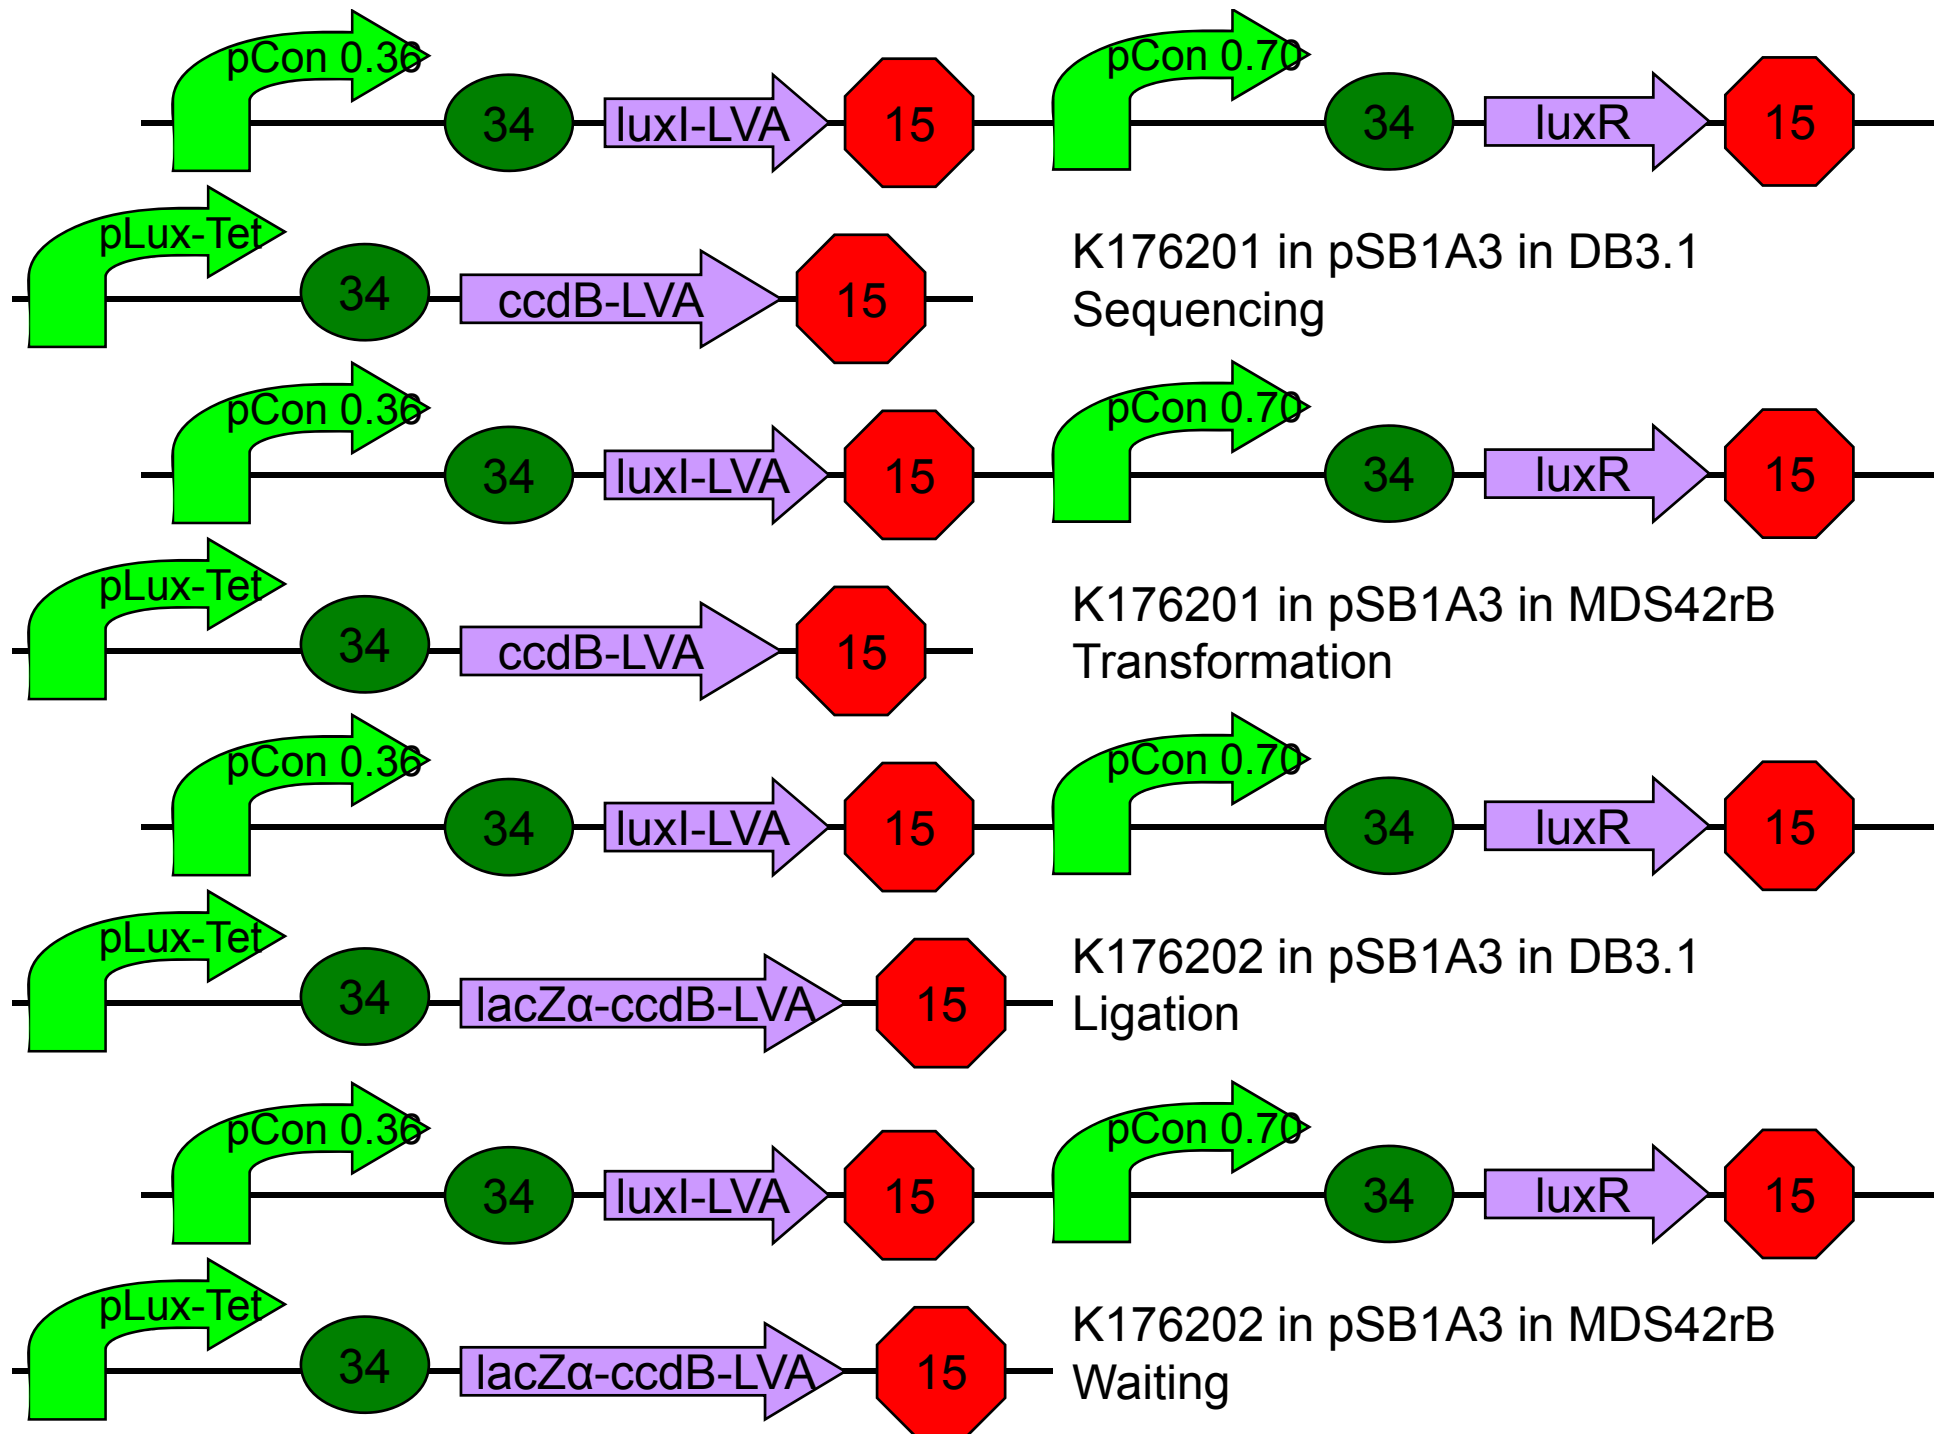 pCon 0.36 34 luxI-LVA 15 pCon 0.70 34 luxR 15
pLux-Tet 34 ccdB-LVA 15
K176201 in pSB1A3 in DB3.1
Sequencing
pCon 0.36 34 luxI-LVA 15 pCon 0.70 34 luxR 15
pLux-Tet 34 ccdB-LVA 15
K176201 in pSB1A3 in MDS42rB
Transformation
pCon 0.36 34 luxI-LVA 15 pCon 0.70 34 luxR 15
pLux-Tet 34 lacZα-ccdB-LVA 15
K176202 in pSB1A3 in DB3.1
Ligation
pCon 0.36 34 luxI-LVA 15 pCon 0.70 34 luxR 15
pLux-Tet 34 lacZα-ccdB-LVA 15
K176202 in pSB1A3 in MDS42rB
Waiting